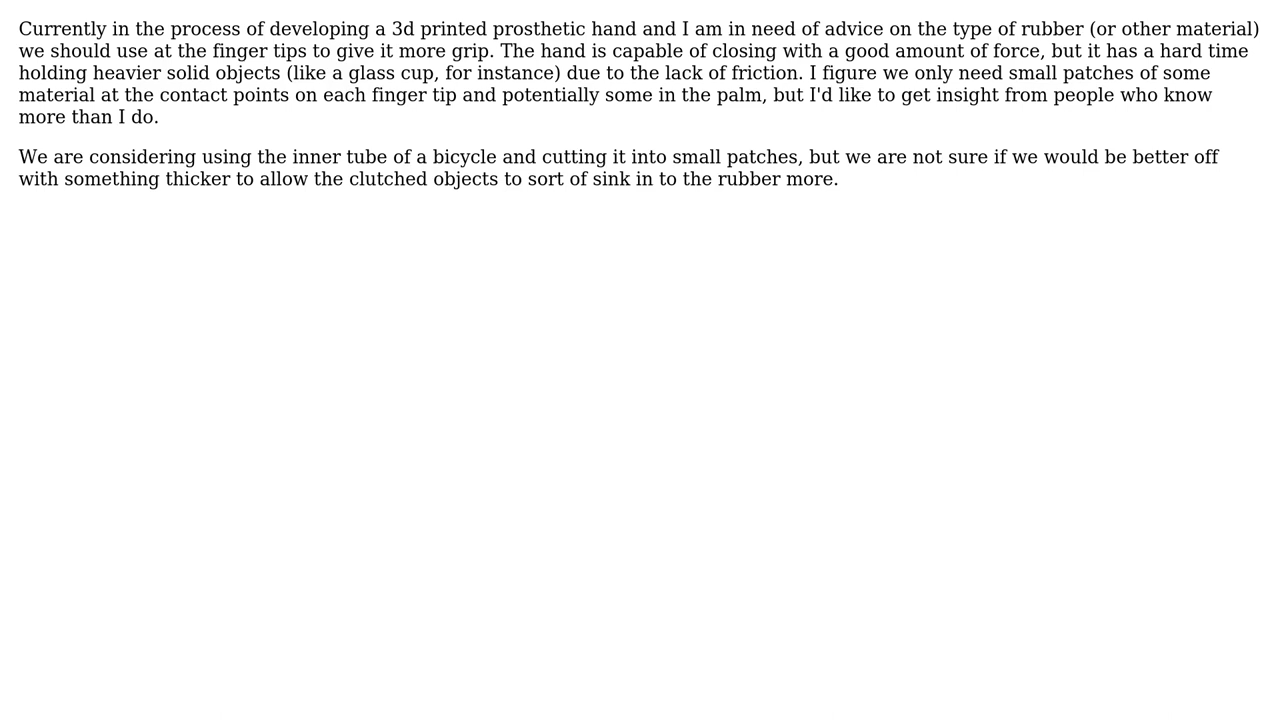 Currently in the process of developing a 3d printed prosthetic hand and I am in need of advice on the type of rubber (or other material)
we should use at the finger tips to give it more grip. The hand is capable of closing with a good amount of force, but it has a hard time
holding heavier solid objects (like a glass cup, for instance) due to the lack of friction. I figure we only need small patches of some
material at the contact points on each finger tip and potentially some in the palm, but I'd like to get insight from people who know
more than I do.
We are considering using the inner tube of a bicycle and cutting it into small patches, but we are not sure if we would be better off
with something thicker to allow the clutched objects to sort of sink in to the rubber more.